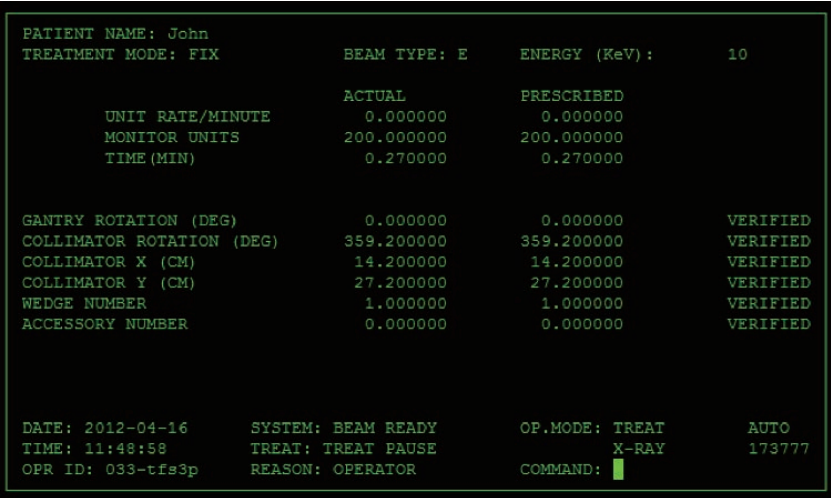 PATIENT NAME: John
TREATMENT MODE: FIX BEAM TYPE: E ENERGY (KeV): 10
ACTUAL PRESCRIBED
UNIT RATE/MINUTE 0.000000 0.000000
MONITOR UNITS 200.000000 200.000000
TIME(MIN) 0.270000 0.270000
GANTRY ROTATION (DEG) 0.000000 0.000000 VERIFIED
COLLIMATOR ROTATION (DEG) 359.200000 359.200000 VERIFIED
COLLIMATOR X (CM) 14.200000 14.200000 VERIFIED
COLLIMATOR Y (CM) 27.200000 27.200000 VERIFIED
WEDGE NUMBER 1.000000 1.000000 VERIFIED
ACCESSORY NUMBER 0.000000 0.000000 VERIFIED
DATE: 2012-04-16 SYSTEM: BEAM READY OP.MODE: TREAT AUTO
TIME: 11:48:58 TREAT: TREAT PAUSE X-RAY 173777
OPR ID: 033-tfs3p REASON: OPERATOR COMMAND: